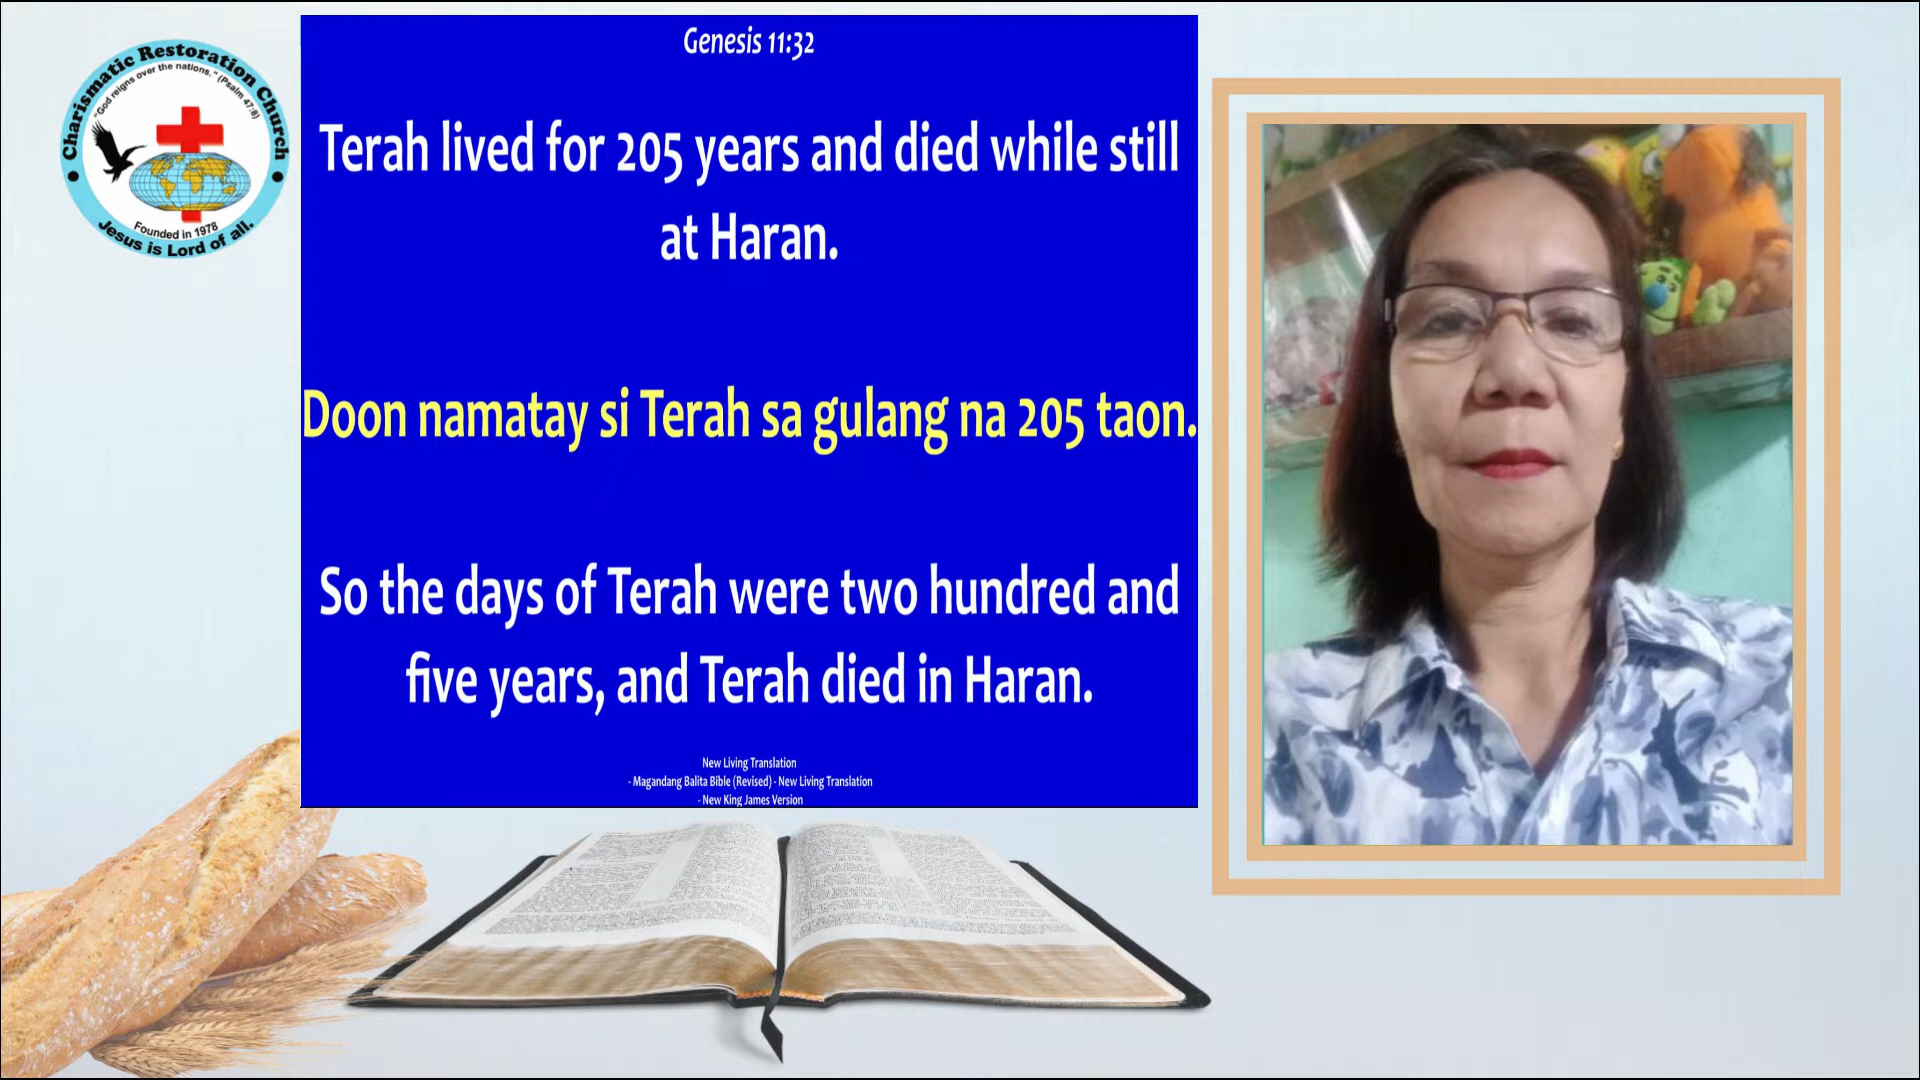 Charismatic Restoration Church
"God reigns over the nations." (Psalm 47:8)
Founded in 1978
Jesus is Lord of all.
Genesis 11:32
Terah lived for 205 years and died while still
at Haran.
Doon namatay si Terah sa gulang na 205 taon.
So the days of Terah were two hundred and
five years, and Terah died in Haran.
New Living Translation
- Magandang Balita Bible (Revised) - New Living Translation
- New King James Version